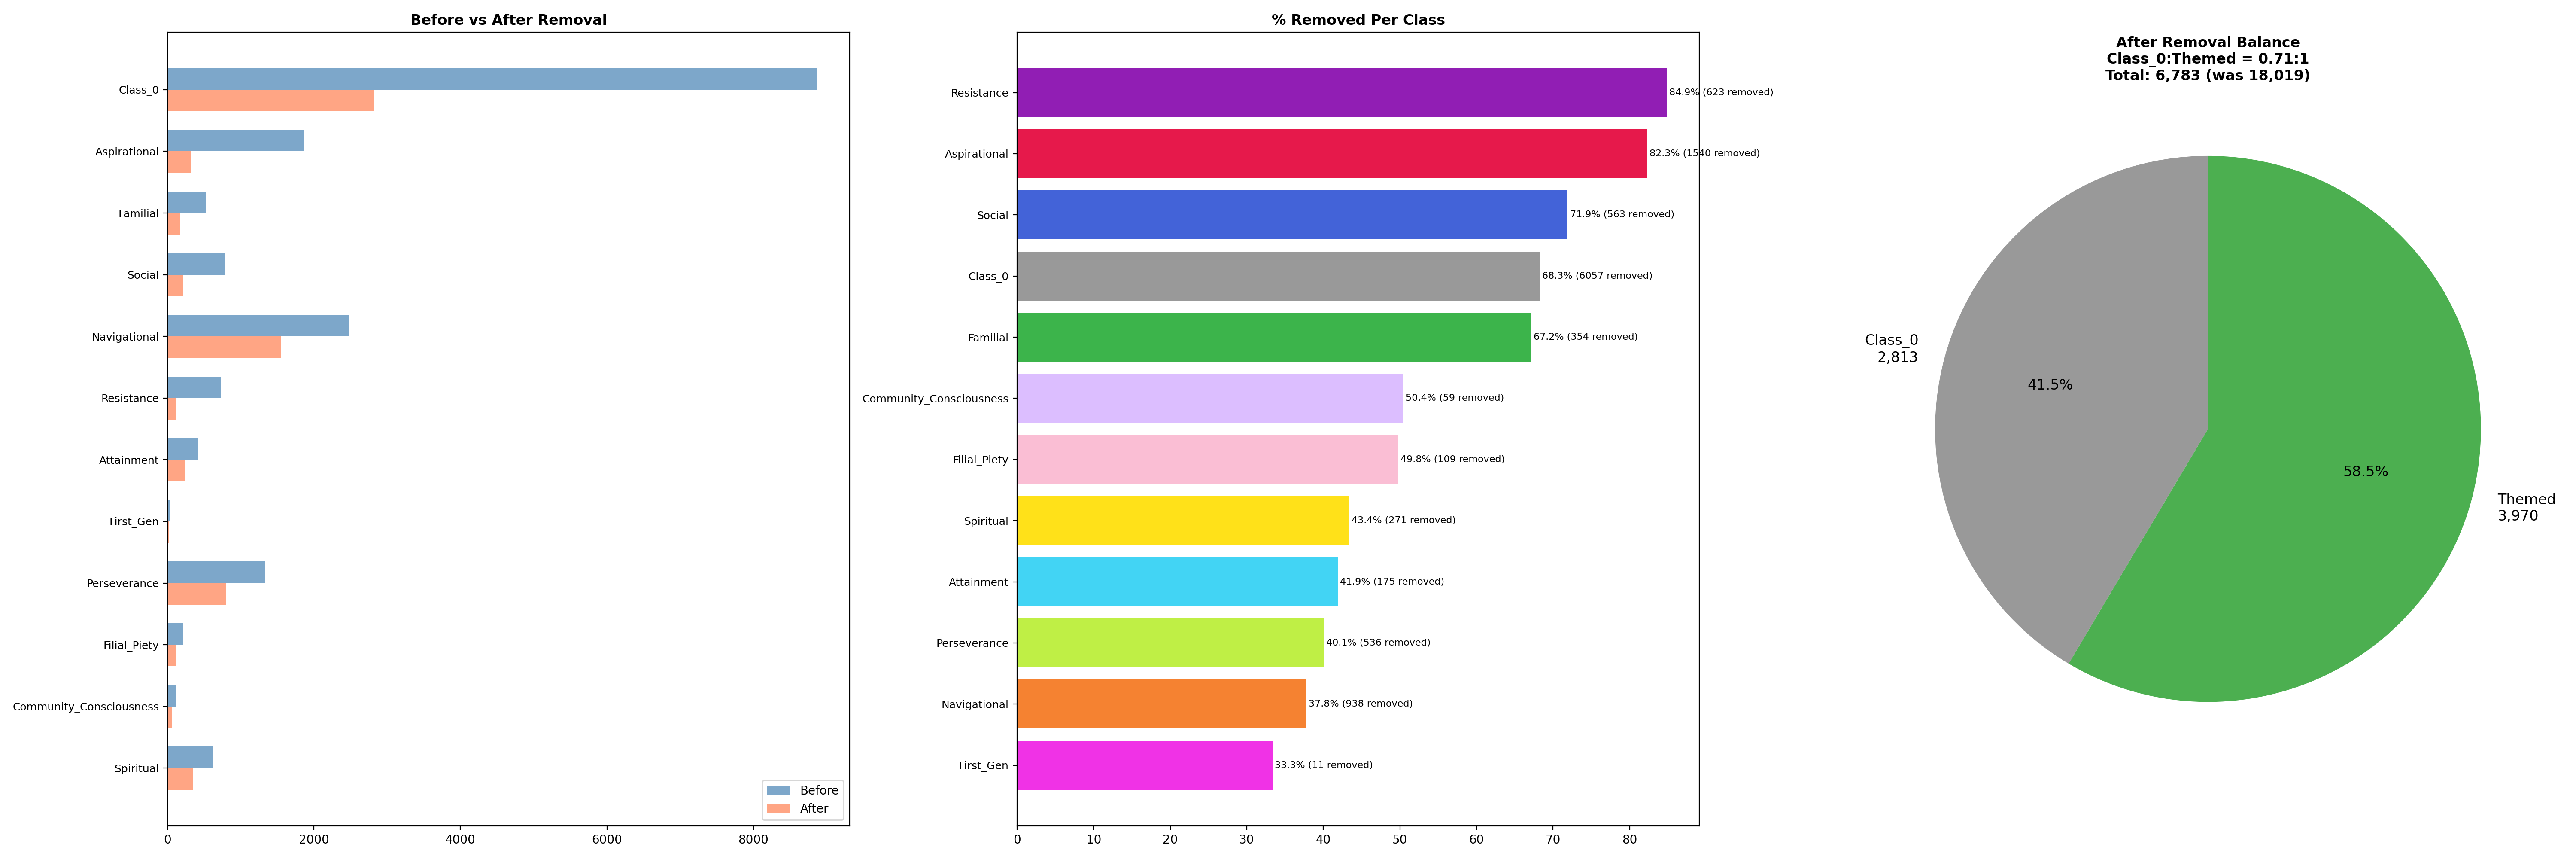 Before vs After Removal
Class_0
Aspirational
Familial
Social
Navigational
Resistance
Attainment
First_Gen
Perseverance
Filial_Piety
Community_Consciousness
Spiritual
0 2000 4000 6000 8000
Before
After
% Removed Per Class
Resistance 84.9% (623 removed)
Aspirational 82.3% (1540 removed)
Social 71.9% (563 removed)
Class_0 68.3% (6057 removed)
Familial 67.2% (354 removed)
Community_Consciousness 50.4% (59 removed)
Filial_Piety 49.8% (109 removed)
Spiritual 43.4% (271 removed)
Attainment 41.9% (175 removed)
Perseverance 40.1% (536 removed)
Navigational 37.8% (938 removed)
First_Gen 33.3% (11 removed)
0 10 20 30 40 50 60 70 80
After Removal Balance
Class_0:Themed = 0.71:1
Total: 6,783 (was 18,019)
Class_0
2,813
41.5%
58.5%
Themed
3,970